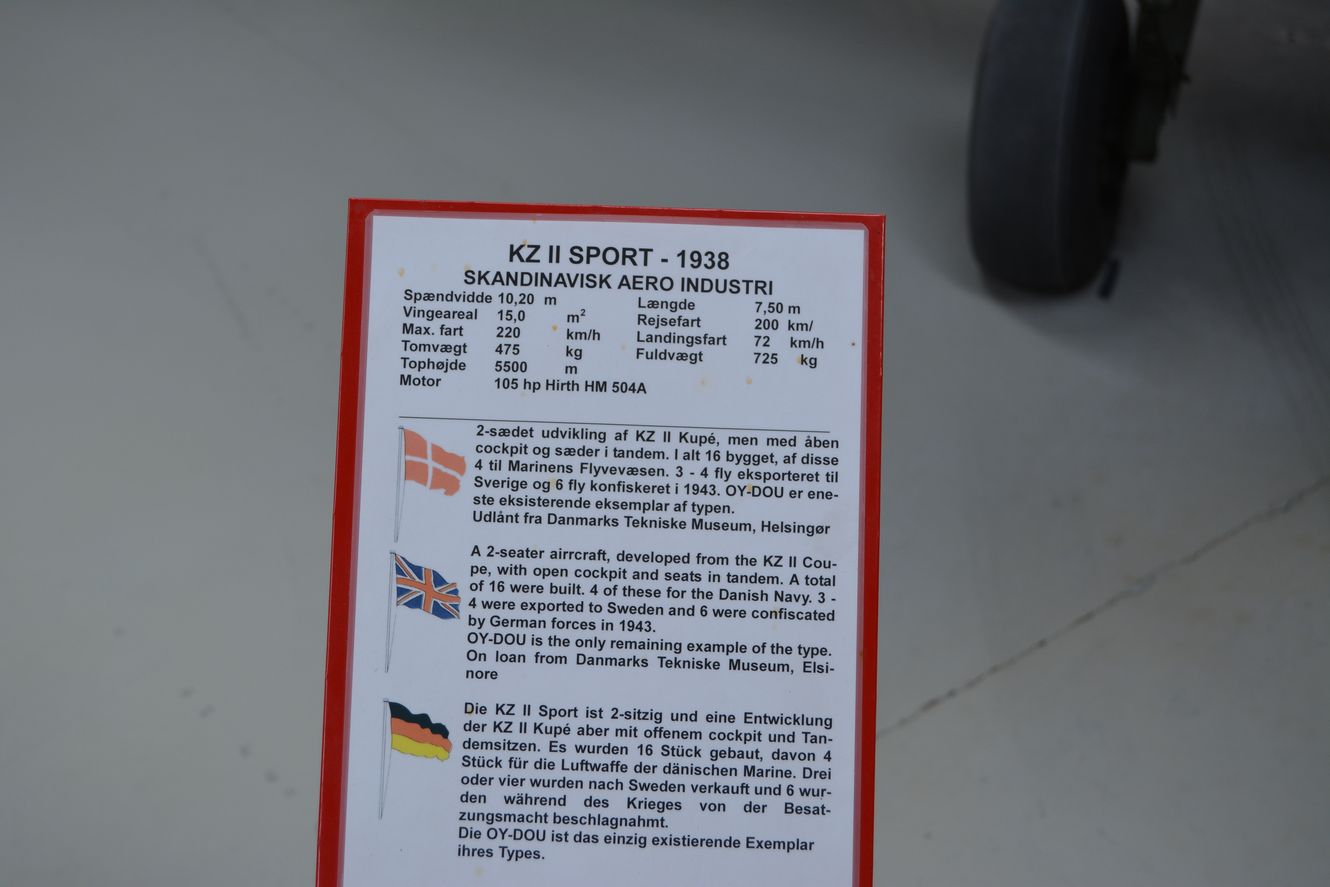 KZ II SPORT - 1938
SKANDINAVISK AERO INDUSTRI
Spændvidde 10,20 m Længde 7,50 m
Vingeareal 15,0 m² Rejsefart 200 km/
Max. fart 220 km/h Landingsfart 72 km/h
Tomvægt 475 kg Fuldvægt 725 kg
Tophøjde 5500 m
Motor 105 hp Hirth HM 504A
2-sædet udvikling af KZ II Kupé, men med åben
cockpit og sæder i tandem. I alt 16 bygget, af disse
4 til Marinens Flyvevæsen. 3 - 4 fly eksporteret til
Sverige og 6 fly konfiskeret i 1943. OY-DOU er ene-
ste eksisterende eksemplar af typen.
Udlånt fra Danmarks Tekniske Museum, Helsingør
A 2-seater airrcraft, developed from the KZ II Cou-
pe, with open cockpit and seats in tandem. A total
of 16 were built. 4 of these for the Danish Navy. 3 -
4 were exported to Sweden and 6 were confiscated
by German forces in 1943.
OY-DOU is the only remaining example of the type.
On loan from Danmarks Tekniske Museum, Elsi-
nore
Die KZ II Sport ist 2-sitzig und eine Entwicklung
der KZ II Kupé aber mit offenem cockpit und Tan-
demsitzen. Es wurden 16 Stück gebaut, davon 4
Stück für die Luftwaffe der dänischen Marine. Drei
oder vier wurden nach Sweden verkauft und 6 wur-
den während des Krieges von der Besat-
zungsmacht beschlagnahmt.
Die OY-DOU ist das einzig existierende Exemplar
ihres Types.